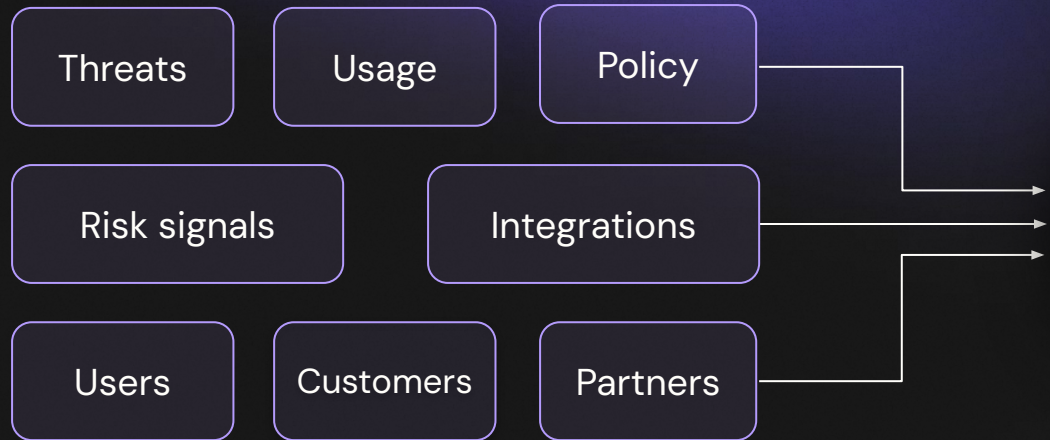 Threats
Usage
Policy
Risk signals
Integrations
Users
Customers
Partners